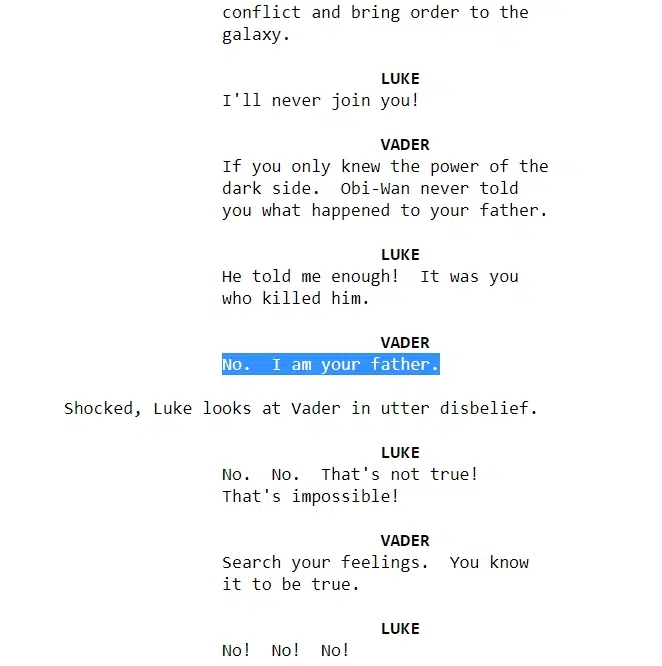 conflict and bring order to the
galaxy.
LUKE
I'll never join you!
VADER
If you only knew the power of the
dark side.  Obi-Wan never told
you what happened to your father.
LUKE
He told me enough!  It was you
who killed him.
VADER
No.  I am your father.
Shocked, Luke looks at Vader in utter disbelief.
LUKE
No.  No.  That's not true!
That's impossible!
VADER
Search your feelings.  You know
it to be true.
LUKE
No!  No!  No!